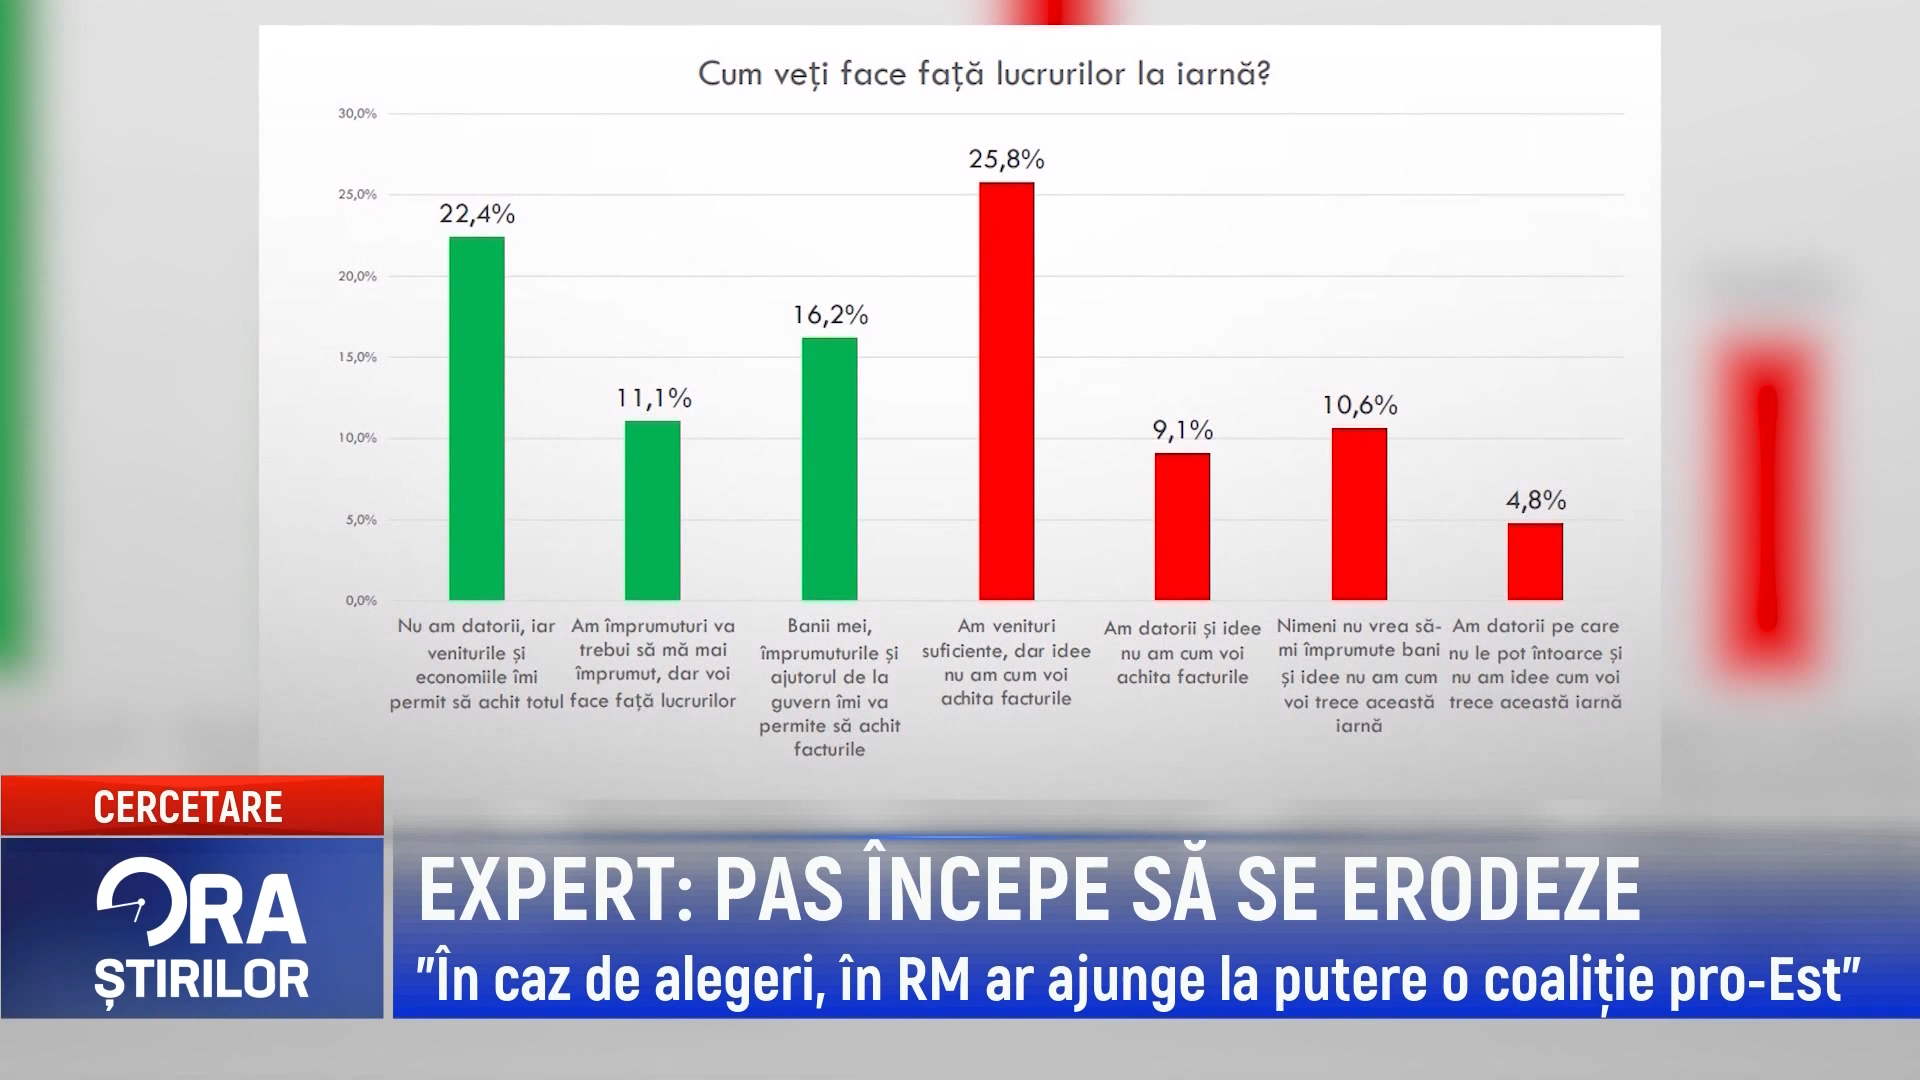 Cum veți face față lucrurilor la iarnă?
30,0%
25,0%
20,0%
15,0%
10,0%
5,0%
0,0%
22,4%
11,1%
16,2%
25,8%
9,1%
10,6%
4,8%
Nu am datorii, iar
veniturile și
economiile îmi
permit să achit totul
Am împrumuturi va
trebui să mă mai
împrumut, dar voi
face față lucrurilor
Banii mei,
împrumuturile și
ajutorul de la
guvern îmi va
permite să achit
facturile
Am venituri
suficiente, dar idee
nu am cum voi
achita facturile
Am datorii și idee
nu am cum voi
achita facturile
Nimeni nu vrea să-
mi împrumute bani
și idee nu am cum
voi trece această
iarnă
Am datorii pe care
nu le pot întoarce și
nu am idee cum voi
trece această iarnă
CERCETARE
ORA
ȘTIRILOR
EXPERT: PAS ÎNCEPE SĂ SE ERODEZE
"În caz de alegeri, în RM ar ajunge la putere o coaliție pro-Est"